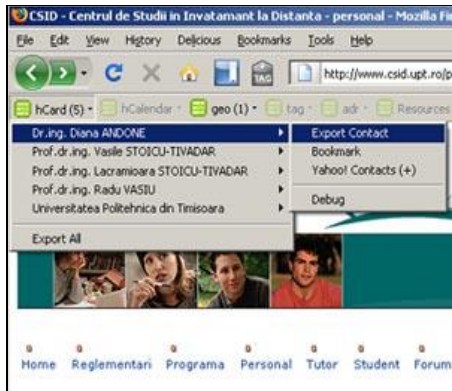 CSID - Centrul de Studii in Invatamant la Distanta - personal - Mozilla Fi
File Edit View History Delicious Bookmarks Tools Help
TAG http://www.csid.upt.ro/p
hCard (5) hCalendar geo (1) tag adr Resources
Dr.ing. Diana ANDONE
Prof.dr.ing. Vasile STOICU-TIVADAR
Prof.dr.ing. Lacramioara STOICU-TIVADAR
Prof.dr.ing. Radu VASIU
Universitatea Politehnica din Timisoara
Export All
Export Contact
Bookmark
Yahoo! Contacts (+)
Debug
Home Reglementari Programa Personal Tutor Student Forum